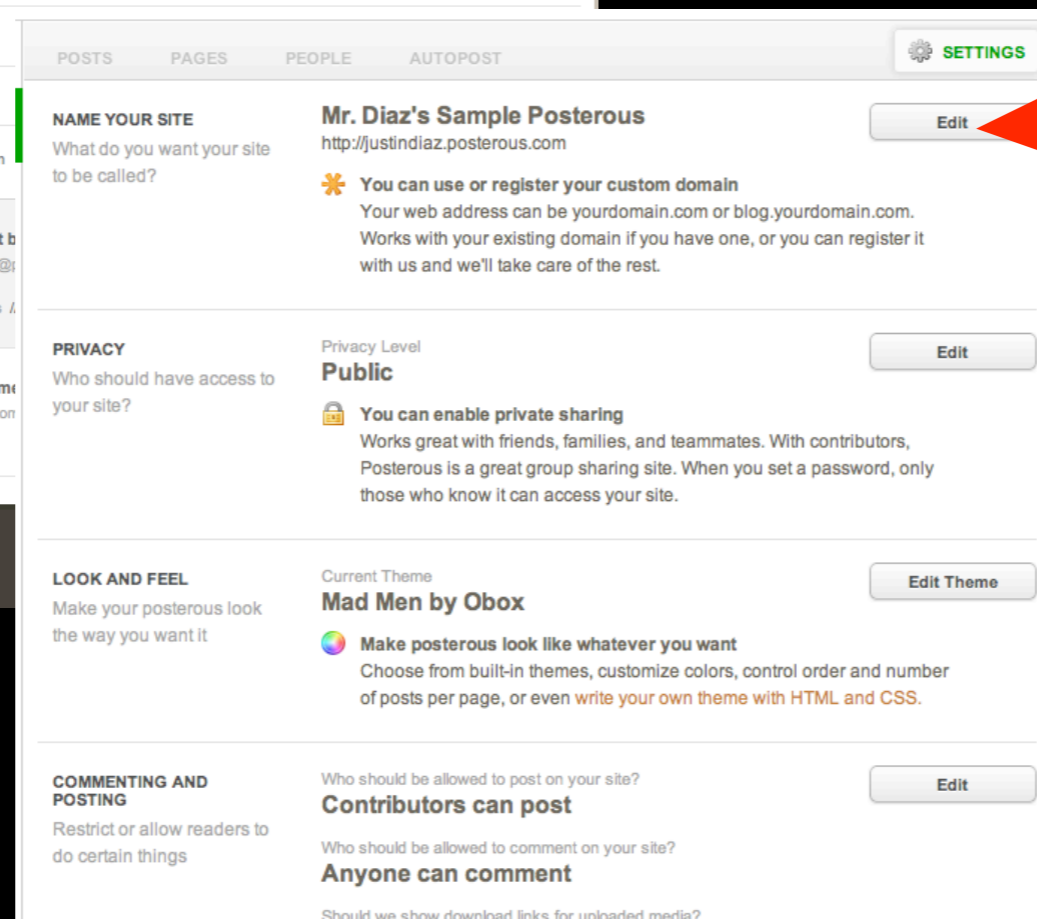 POSTS PAGES PEOPLE AUTOPOST SETTINGS
NAME YOUR SITE
What do you want your site
to be called?
Mr. Diaz's Sample Posterous
http://justindiaz.posterous.com
Edit
You can use or register your custom domain
Your web address can be yourdomain.com or blog.yourdomain.com.
Works with your existing domain if you have one, or you can register it
with us and we'll take care of the rest.
PRIVACY
Who should have access to
your site?
Privacy Level
Public
Edit
You can enable private sharing
Works great with friends, families, and teammates. With contributors,
Posterous is a great group sharing site. When you set a password, only
those who know it can access your site.
LOOK AND FEEL
Make your posterous look
the way you want it
Current Theme
Mad Men by Obox
Edit Theme
Make posterous look like whatever you want
Choose from built-in themes, customize colors, control order and number
of posts per page, or even write your own theme with HTML and CSS.
COMMENTING AND
POSTING
Restrict or allow readers to
do certain things
Who should be allowed to post on your site?
Contributors can post
Edit
Who should be allowed to comment on your site?
Anyone can comment
Should we show download links for uploaded media?